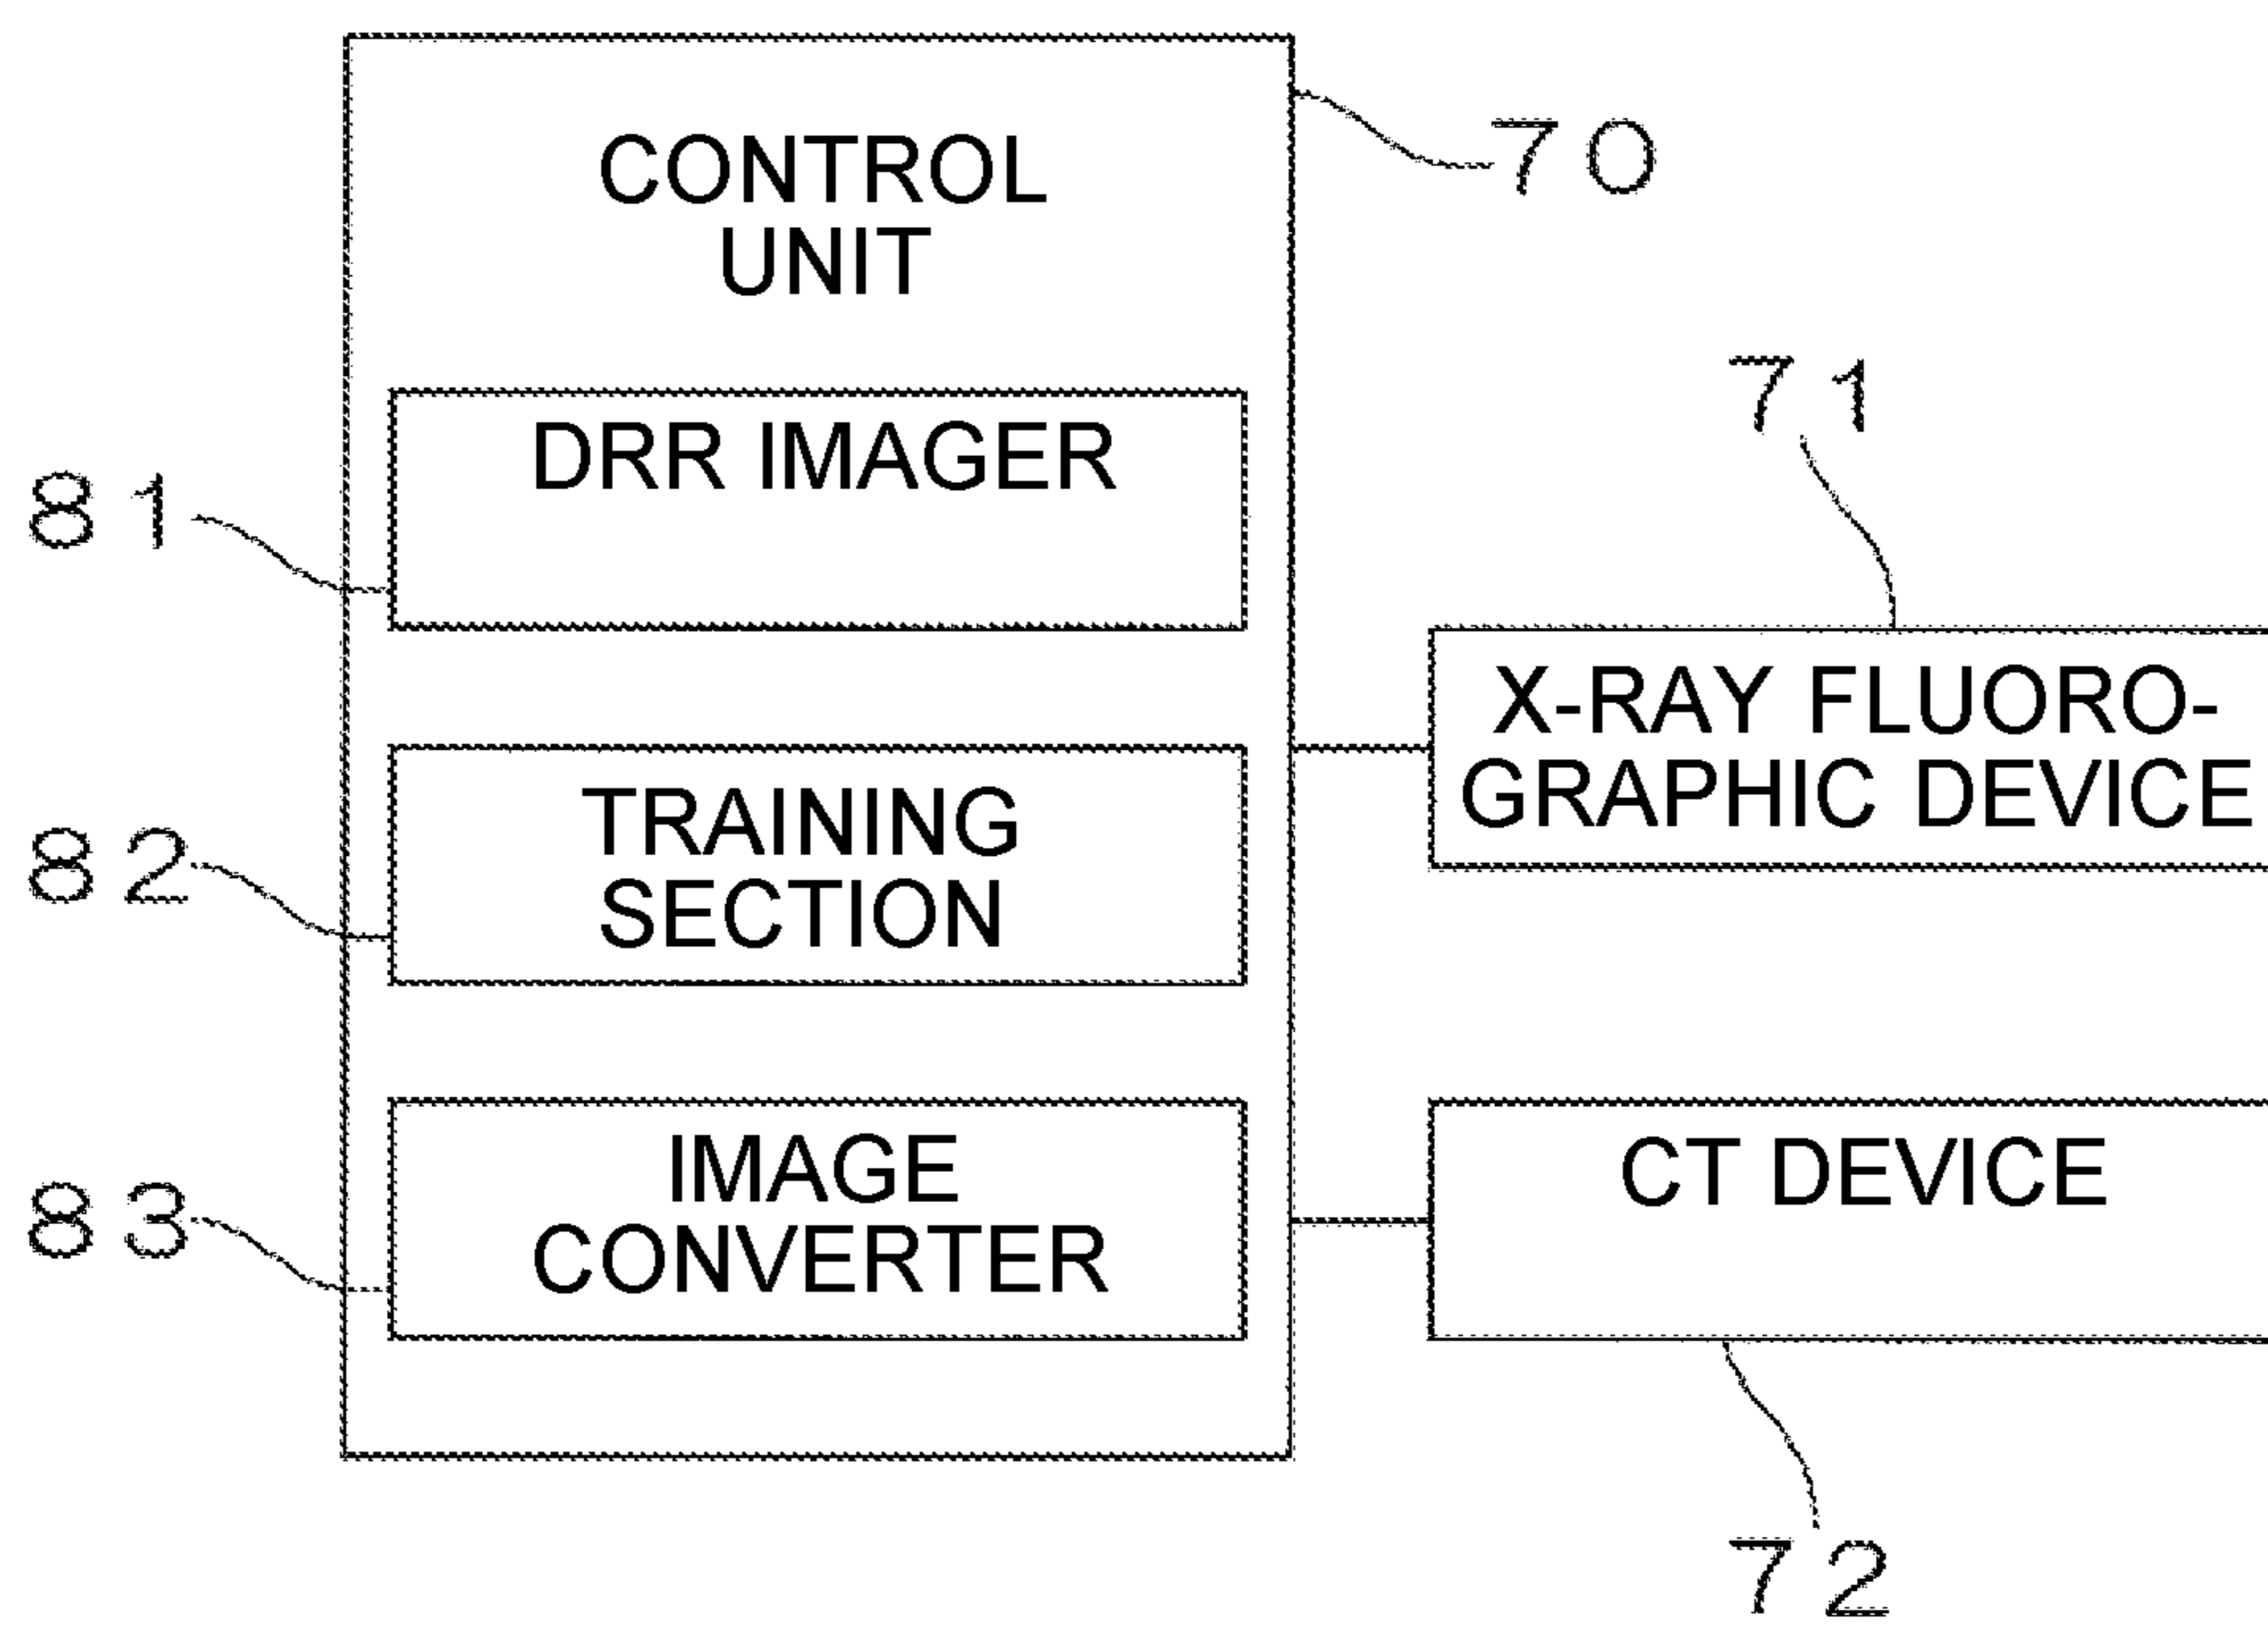 CONTROL
UNIT
70
DRR IMAGER
81
71
X-RAY FLUORO-
GRAPHIC DEVICE
TRAINING
SECTION
82
IMAGE
CONVERTER
83
CT DEVICE
72